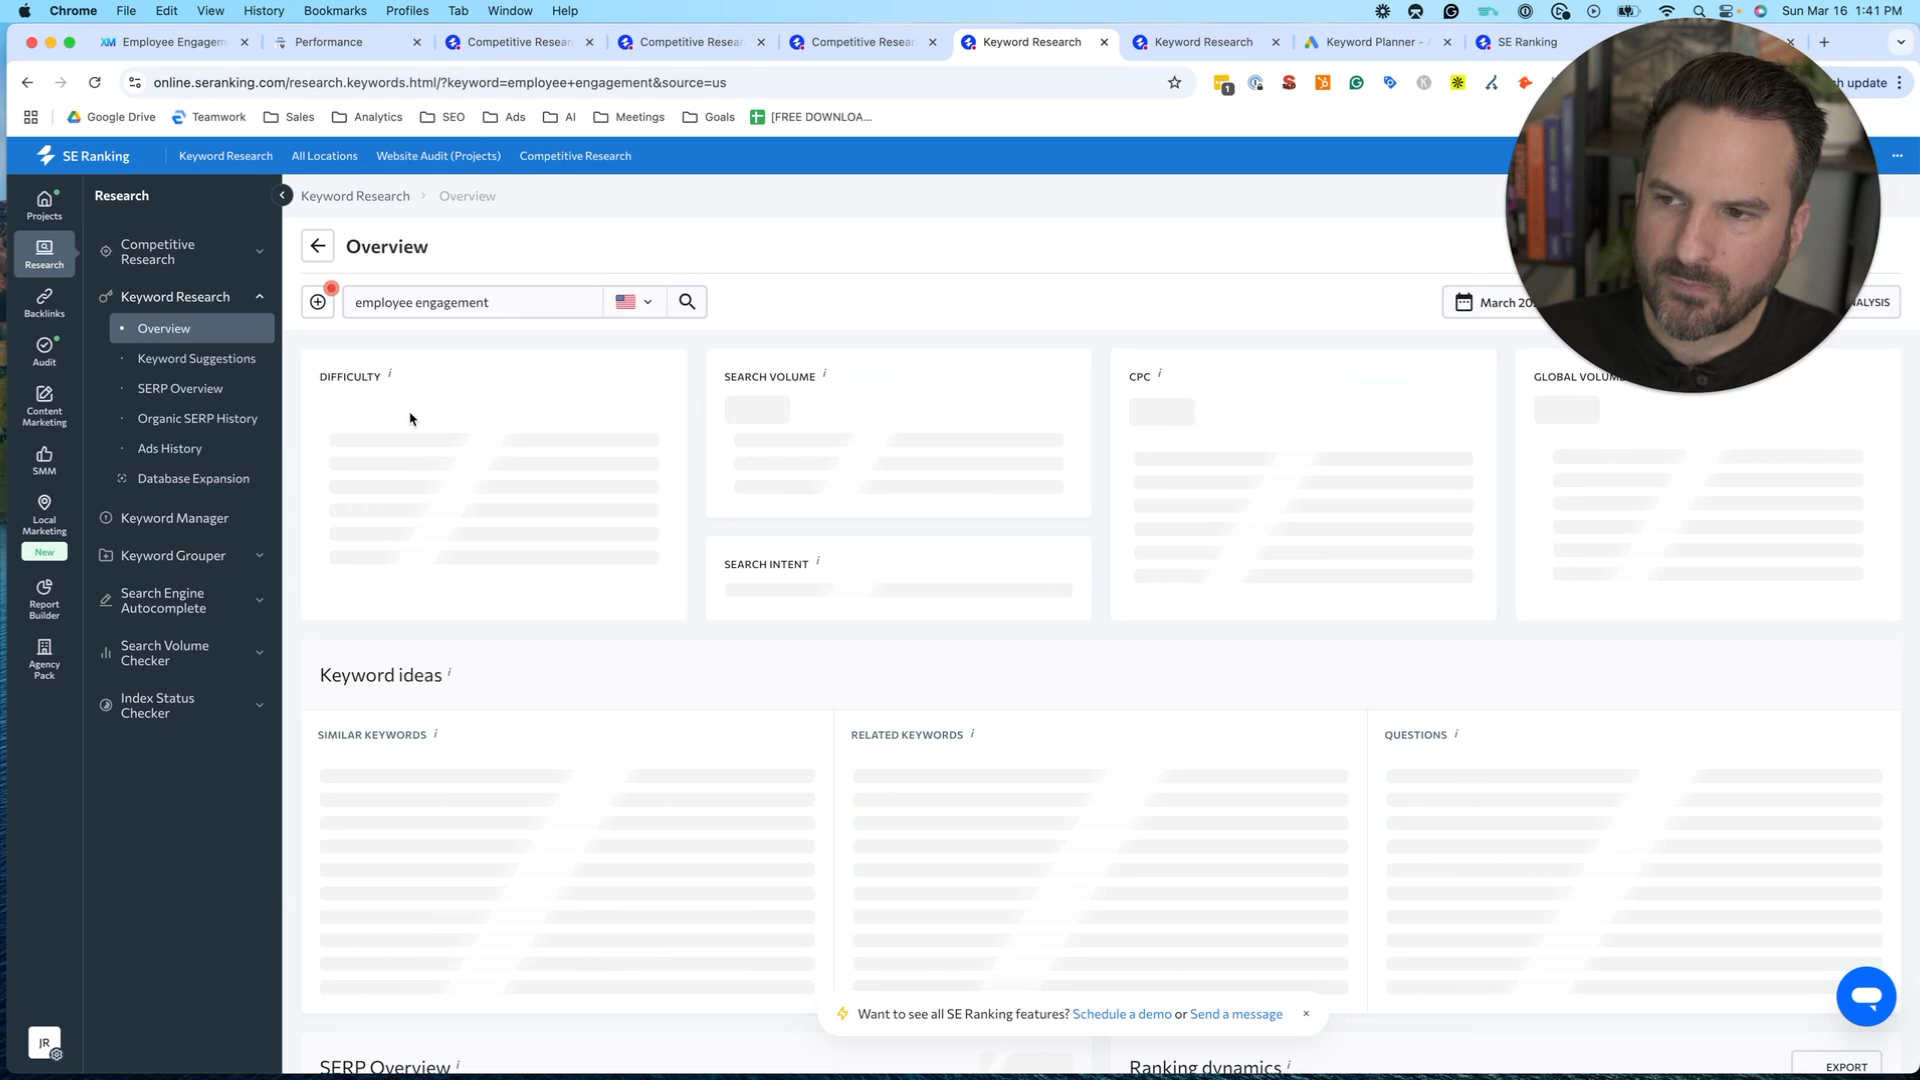 Chrome File Edit View History Bookmarks Profiles Tab Window Help Sun Mar 16 1:41 PM
Employee Engagem Performance Competitive Resear Competitive Resear Competitive Resear Keyword Research Keyword Research Keyword Planner - SE Ranking
online.seranking.com/research.keywords.html/?keyword=employee+engagement&source=us 1 update
Google Drive Teamwork Sales Analytics SEO Ads AI Meetings Goals [FREE DOWNLOA...
SE Ranking Keyword Research All Locations Website Audit (Projects) Competitive Research
Projects
Research
Backlinks
Audit
Content
Marketing
SMM
Local
Marketing
New
Report
Builder
Agency
Pack
JR
Research
Competitive
Research
Keyword Research
Overview
Keyword Suggestions
SERP Overview
Organic SERP History
Ads History
Database Expansion
Keyword Manager
Keyword Grouper
Search Engine
Autocomplete
Search Volume
Checker
Index Status
Checker
Keyword Research > Overview
Overview
employee engagement
March 20
DIFFICULTY i
SEARCH VOLUME i
SEARCH INTENT i
CPC i
Keyword ideas i
SIMILAR KEYWORDS i
RELATED KEYWORDS i
QUESTIONS i
Want to see all SE Ranking features? Schedule a demo or Send a message
SERP Overview i
Ranking dynamics i
EXPORT